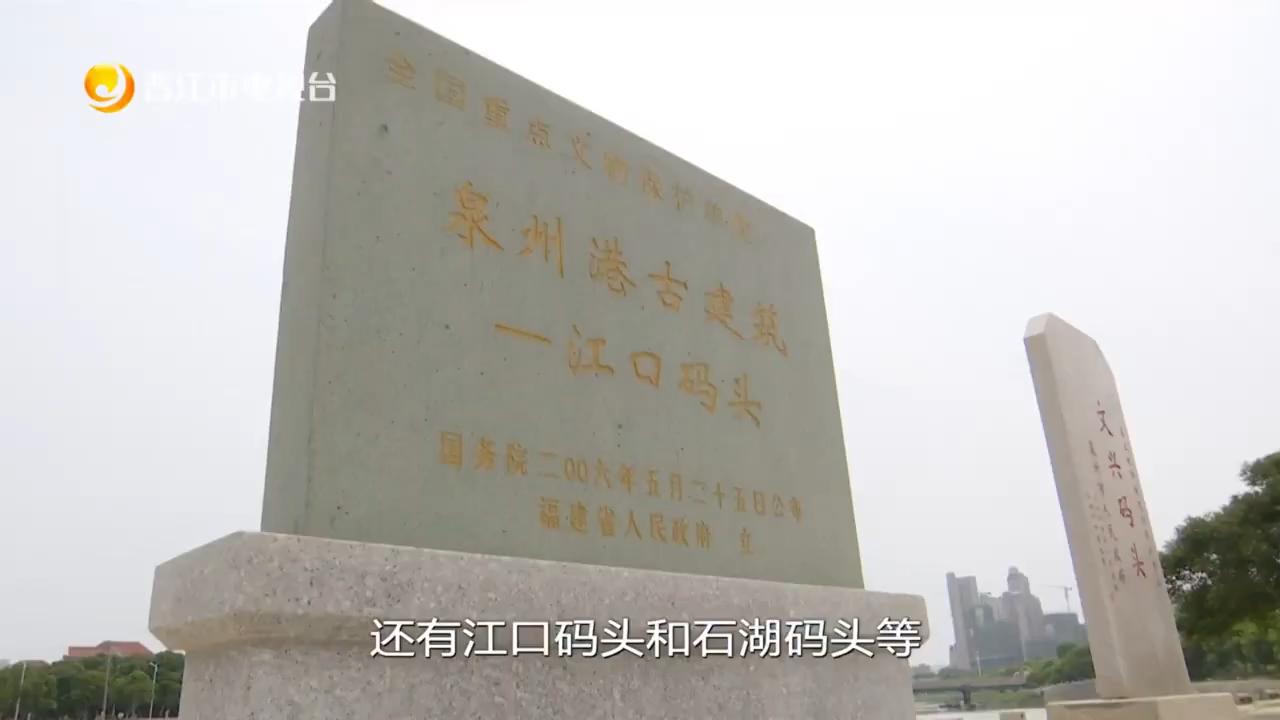 晋江市电视台
全国重点文物保护单位
泉州港古建筑
—江口码头
国务院二00六年五月二十五日公布
福建省人民政府 立
文兴码头
还有江口码头和石湖码头等